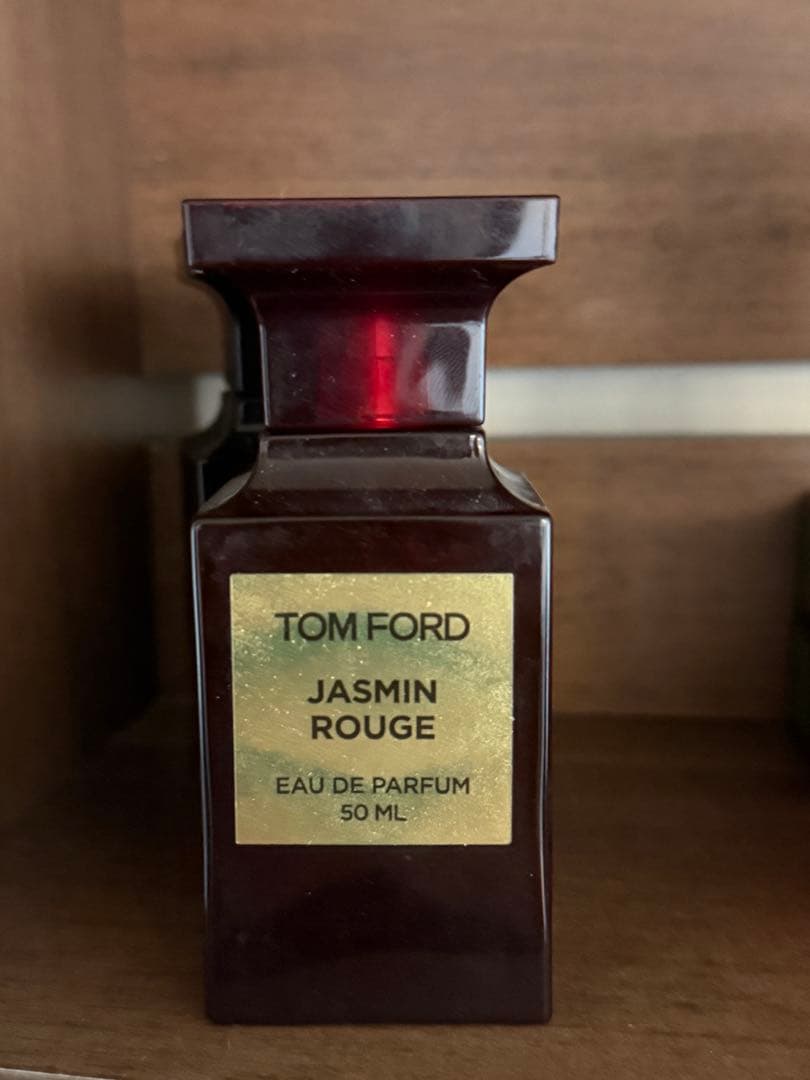 TOM FORD
JASMIN
ROUGE
EAU DE PARFUM
50 ML